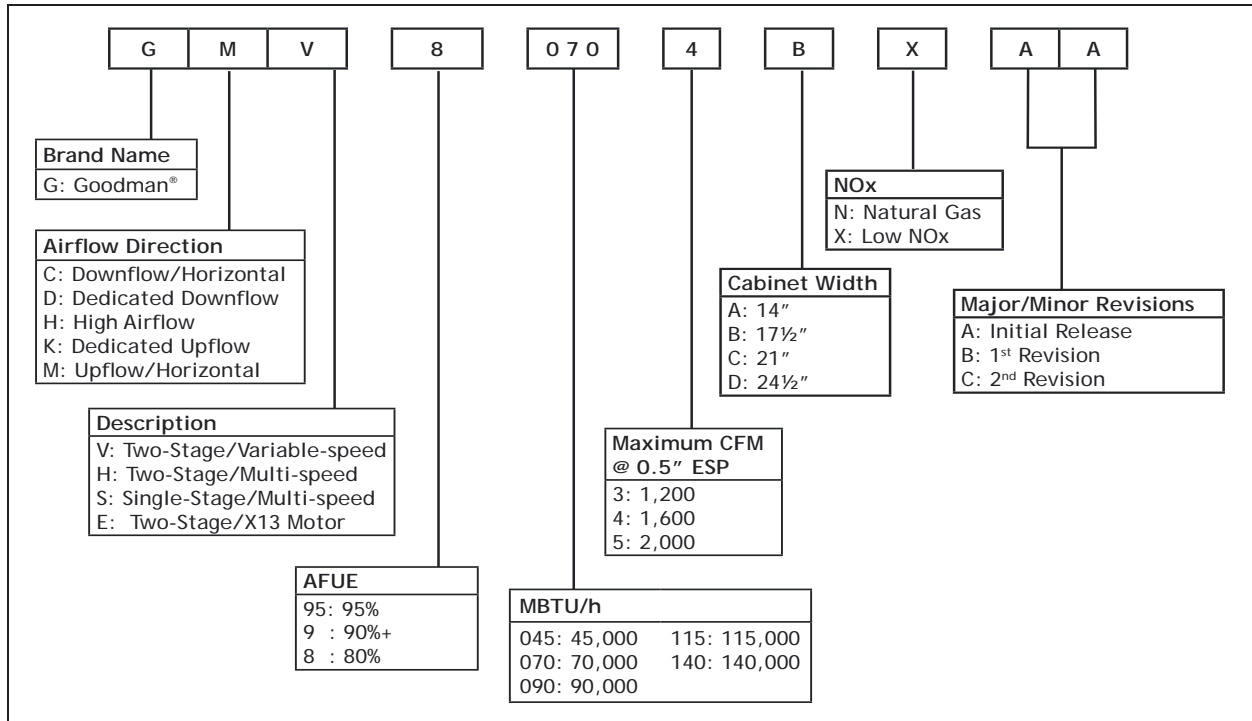 G M V 8 0 7 0 4 B X A A
Brand Name
G: Goodman®
Airflow Direction
C: Downflow/Horizontal
D: Dedicated Downflow
H: High Airflow
K: Dedicated Upflow
M: Upflow/Horizontal
Description
V: Two-Stage/Variable-speed
H: Two-Stage/Multi-speed
S: Single-Stage/Multi-speed
E: Two-Stage/X13 Motor
AFUE
95: 95%
9 : 90%+
8 : 80%
MBTU/h
045: 45,000 115: 115,000
070: 70,000 140: 140,000
090: 90,000
Maximum CFM
@ 0.5″ ESP
3: 1,200
4: 1,600
5: 2,000
Cabinet Width
A: 14″
B: 17½″
C: 21″
D: 24½″
NOx
N: Natural Gas
X: Low NOx
Major/Minor Revisions
A: Initial Release
B: 1st Revision
C: 2nd Revision